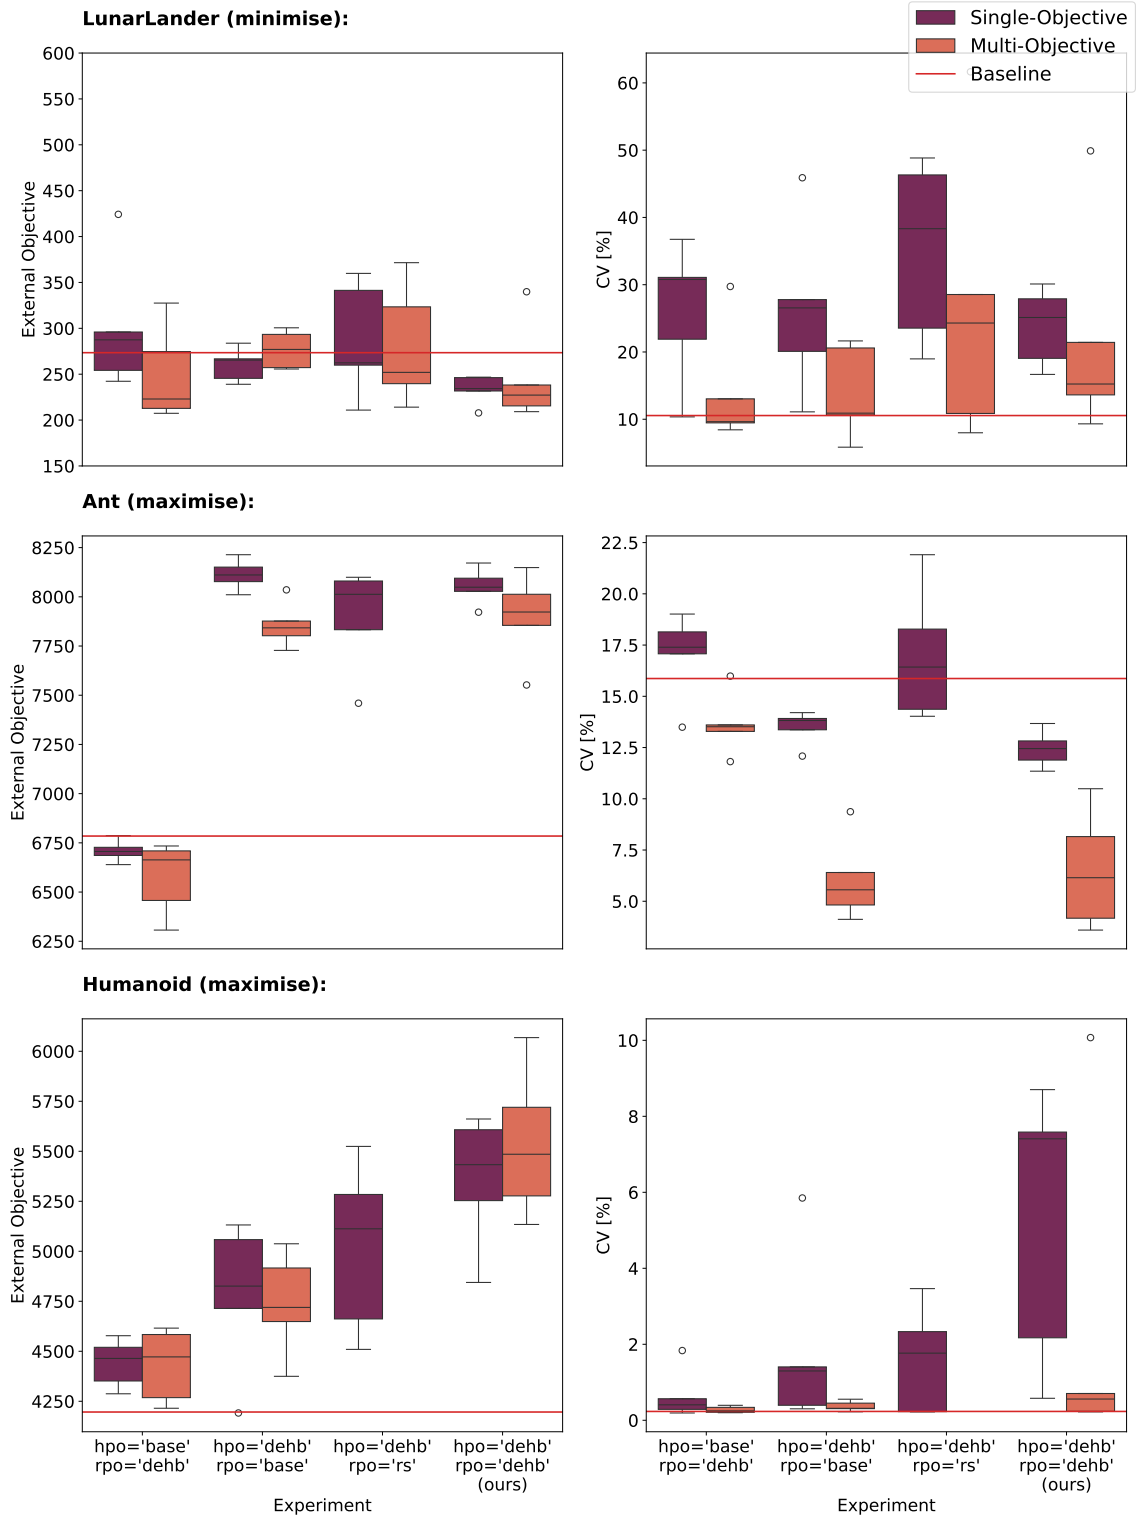 LunarLander (minimise):
Single-Objective
Multi-Objective
Baseline
600
550
500
450
400
350
300
250
200
150
External Objective
60
50
40
30
20
10
CV [%]
Ant (maximise):
8250
8000
7750
7500
7250
7000
6750
6500
6250
External Objective
22.5
20.0
17.5
15.0
12.5
10.0
7.5
5.0
CV [%]
Humanoid (maximise):
6000
5750
5500
5250
5000
4750
4500
4250
External Objective
hpo='base'
rpo='dehb'
hpo='dehb'
rpo='base'
hpo='dehb'
rpo='rs'
hpo='dehb'
rpo='dehb'
(ours)
Experiment
10
8
6
4
2
0
CV [%]
hpo='base'
rpo='dehb'
hpo='dehb'
rpo='base'
hpo='dehb'
rpo='rs'
hpo='dehb'
rpo='dehb'
(ours)
Experiment